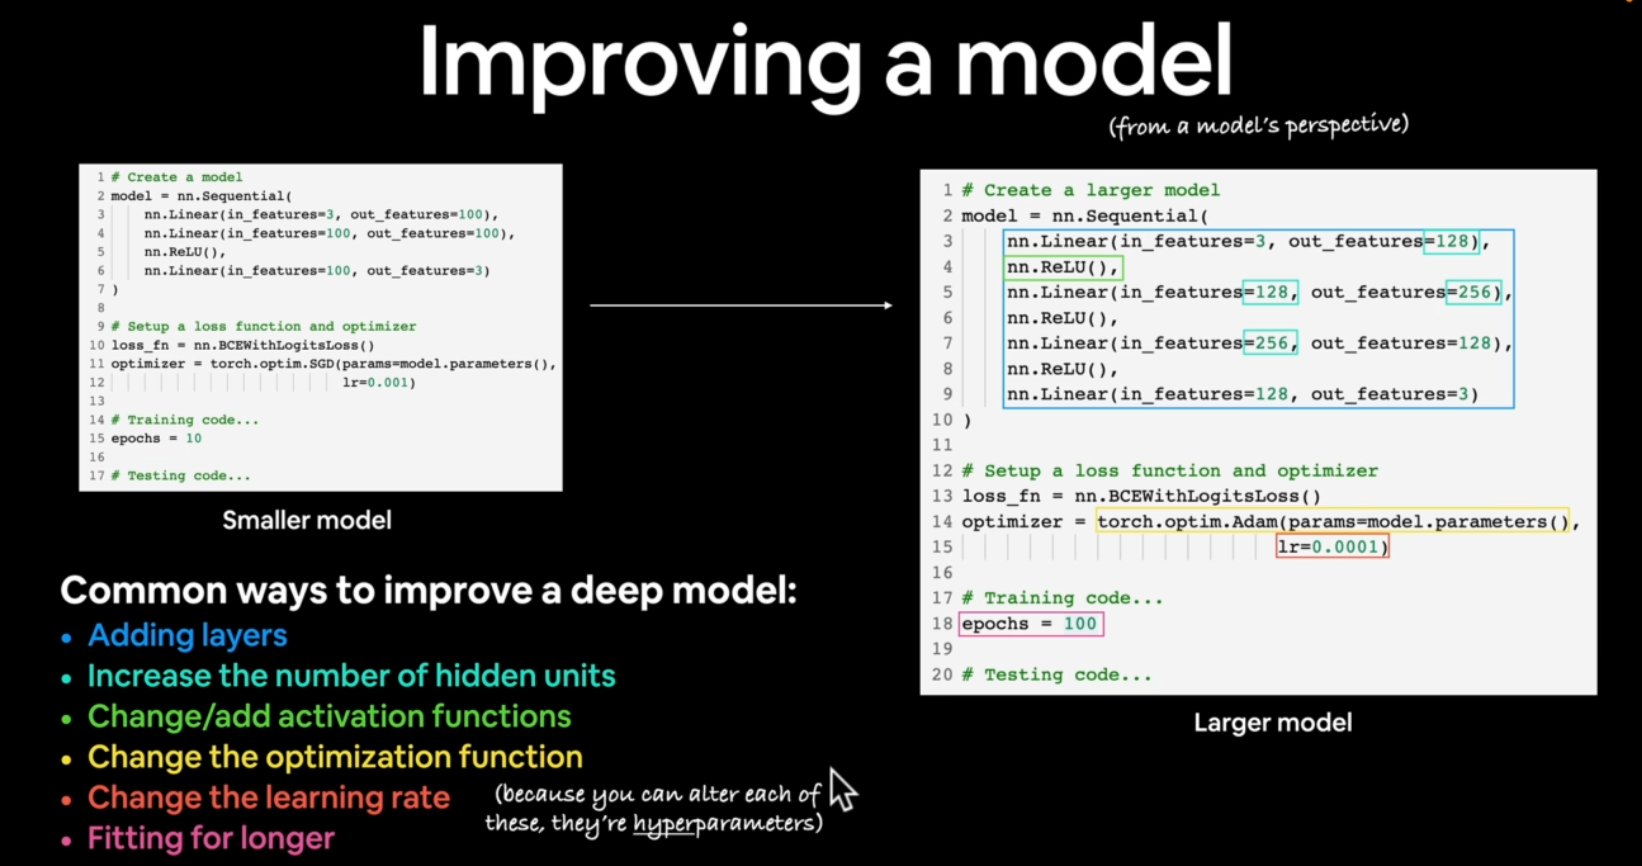 Improving a model
(from a model's perspective)
1 # Create a model
2 model = nn.Sequential(
3 nn.Linear(in_features=3, out_features=100),
4 nn.Linear(in_features=100, out_features=100),
5 nn.ReLU(),
6 nn.Linear(in_features=100, out_features=3)
7 )
8
9 # Setup a loss function and optimizer
10 loss_fn = nn.BCEWithLogitsLoss()
11 optimizer = torch.optim.SGD(params=model.parameters(),
12 lr=0.001)
13
14 # Training code...
15 epochs = 10
16
17 # Testing code...
Smaller model
1 # Create a larger model
2 model = nn.Sequential(
3 nn.Linear(in_features=3, out_features=128),
4 nn.ReLU(),
5 nn.Linear(in_features=128, out_features=256),
6 nn.ReLU(),
7 nn.Linear(in_features=256, out_features=128),
8 nn.ReLU(),
9 nn.Linear(in_features=128, out_features=3)
10 )
11
12 # Setup a loss function and optimizer
13 loss_fn = nn.BCEWithLogitsLoss()
14 optimizer = torch.optim.Adam(params=model.parameters(),
15 lr=0.0001)
16
17 # Training code...
18 epochs = 100
19
20 # Testing code...
Larger model
Common ways to improve a deep model:
• Adding layers
• Increase the number of hidden units
• Change/add activation functions
• Change the optimization function
• Change the learning rate
• Fitting for longer
(because you can alter each of
these, they're hyperparameters)